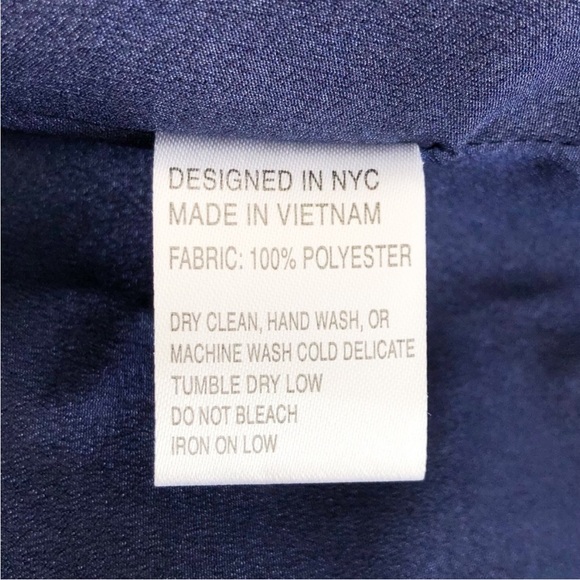 DESIGNED IN NYC
MADE IN VIETNAM
FABRIC: 100% POLYESTER
DRY CLEAN, HAND WASH, OR
MACHINE WASH COLD DELICATE
TUMBLE DRY LOW
DO NOT BLEACH
IRON ON LOW